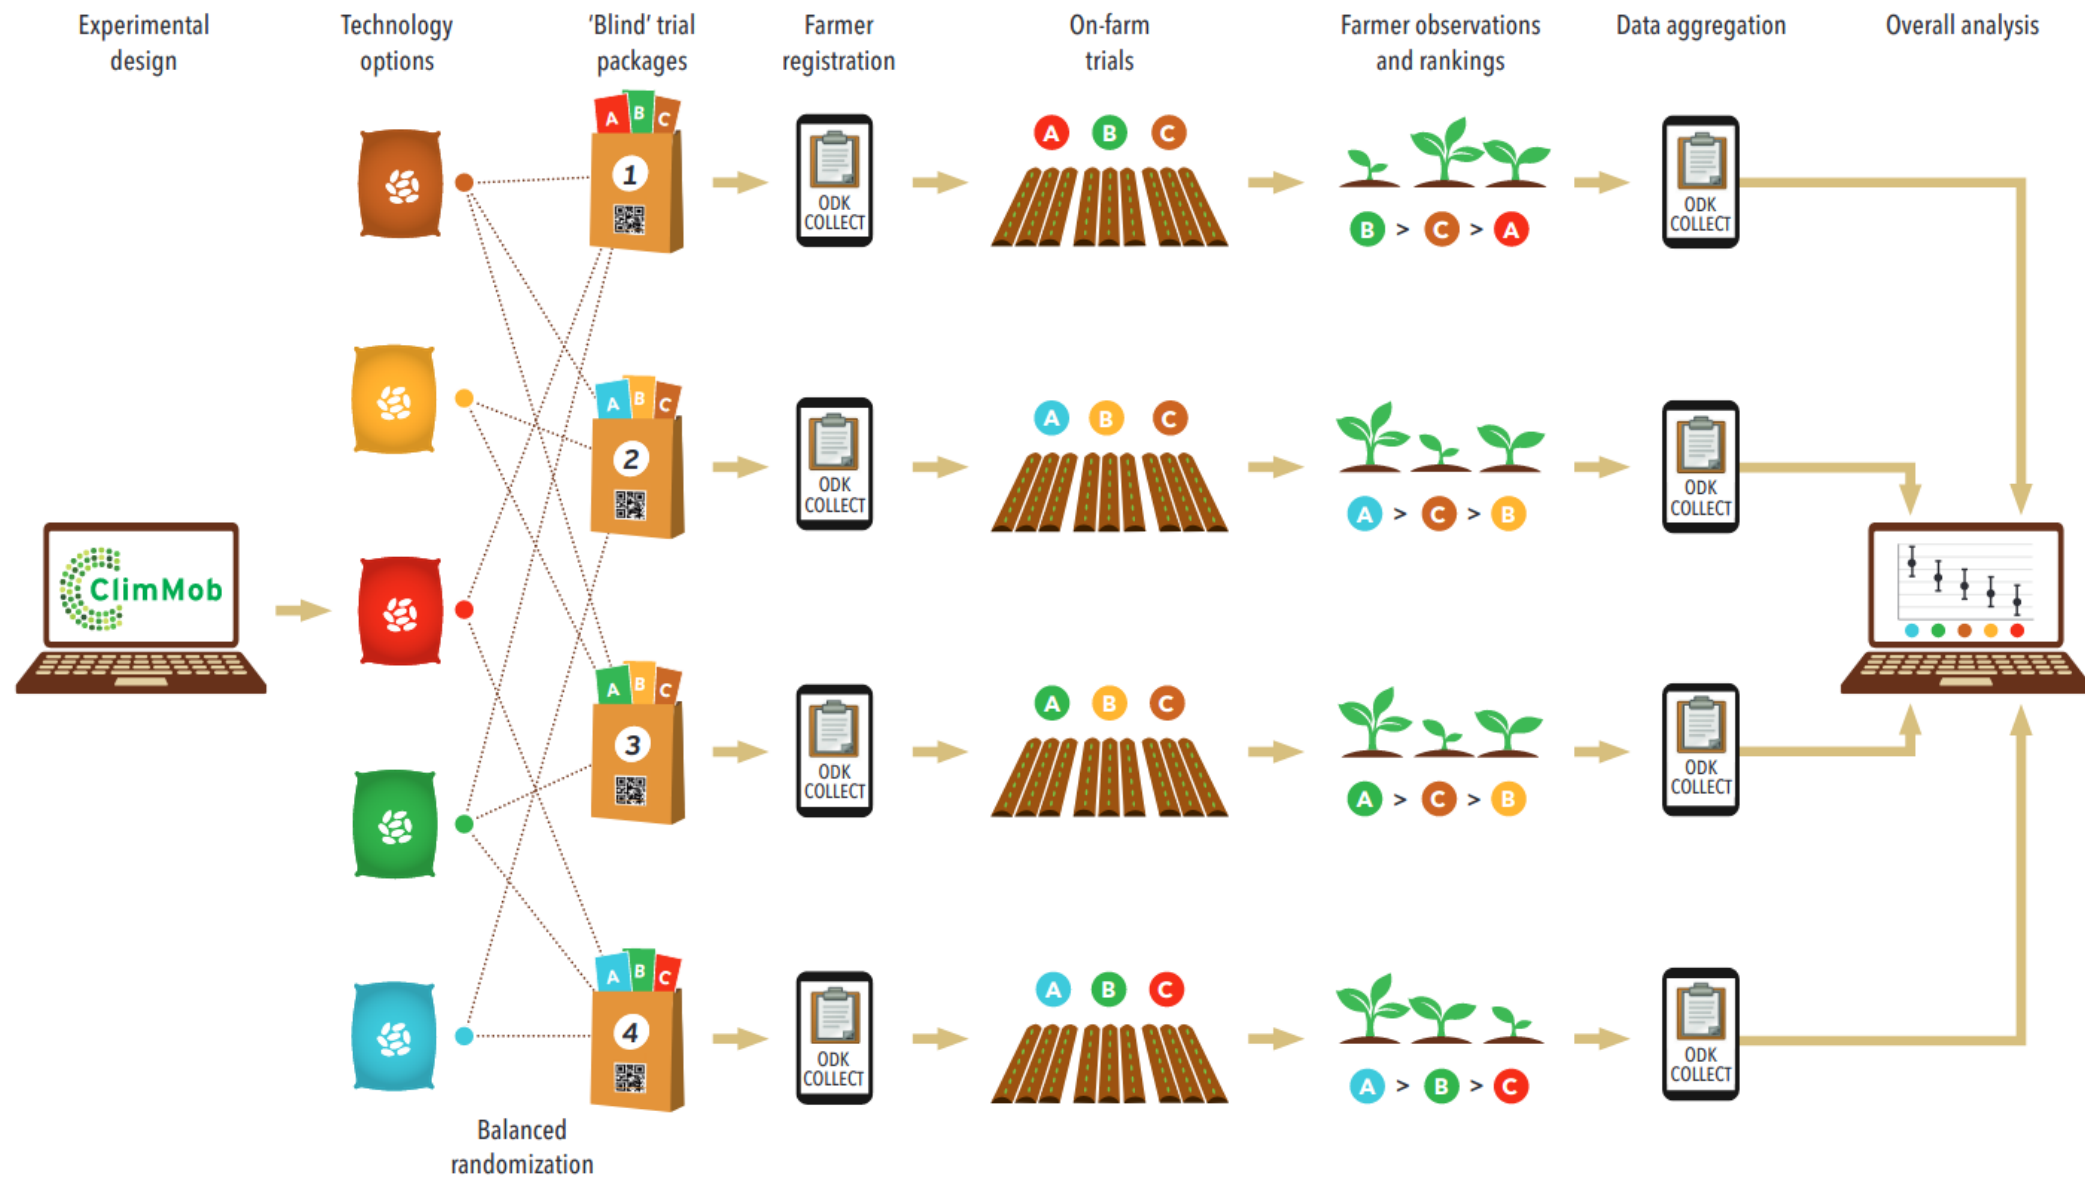 Experimental
design
Technology
options
‘Blind’ trial
packages
Farmer
registration
On-farm
trials
Farmer observations
and rankings
Data aggregation
Overall analysis
A B C
1
ODK
COLLECT
A B C
B > C > A
ODK
COLLECT
A B C
2
ODK
COLLECT
A B C
A > C > B
ODK
COLLECT
ClimMob
A B C
3
ODK
COLLECT
A B C
A > C > B
ODK
COLLECT
A B C
4
ODK
COLLECT
A B C
A > B > C
ODK
COLLECT
Balanced
randomization